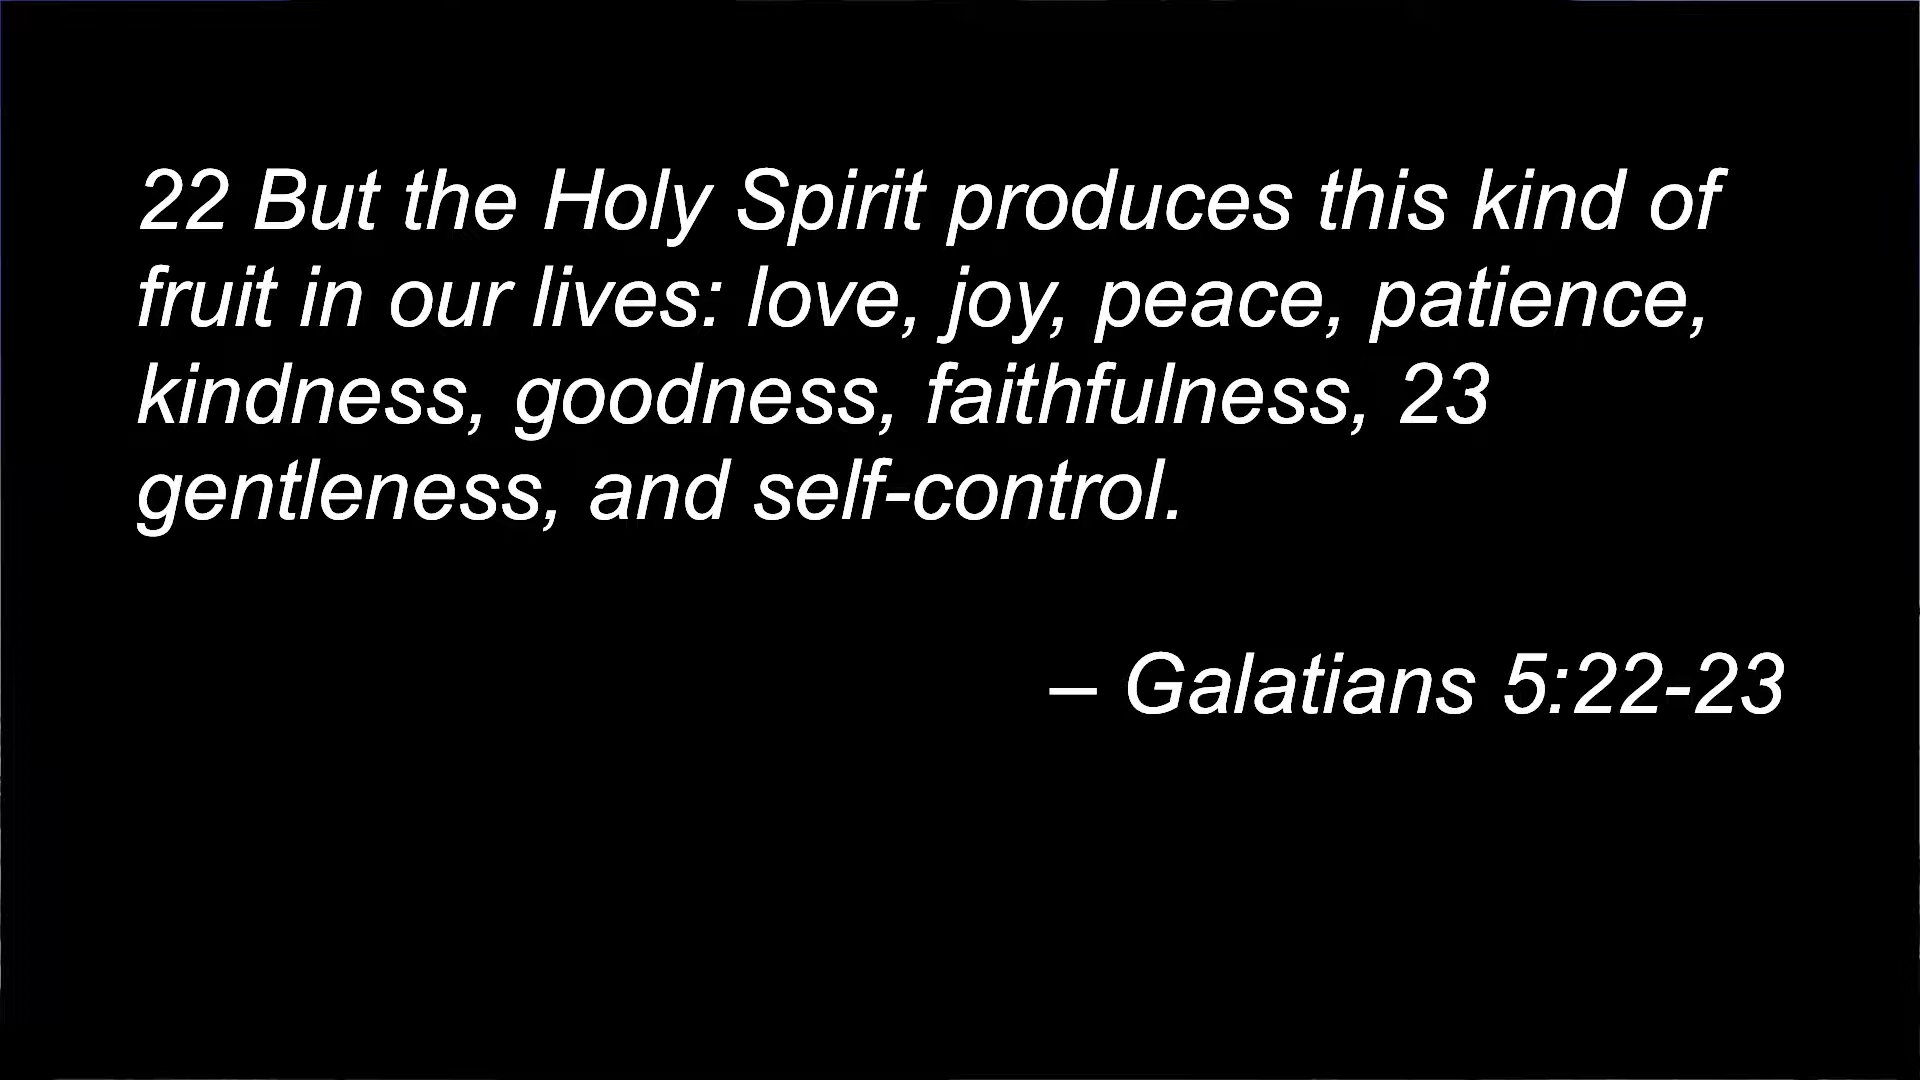 22 But the Holy Spirit produces this kind of
fruit in our lives: love, joy, peace, patience,
kindness, goodness, faithfulness, 23
gentleness, and self-control.
– Galatians 5:22-23